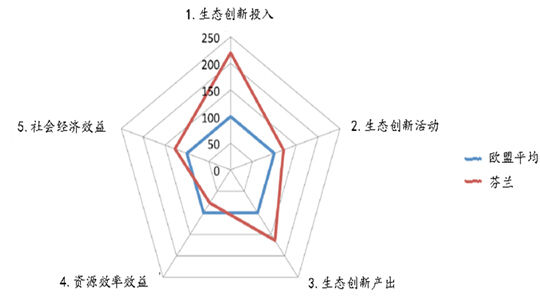 1.生态创新投入
250
200
150
100
50
0
5.社会经济效益
2.生态创新活动
欧盟平均
芬兰
4.资源效率效益
3.生态创新产出